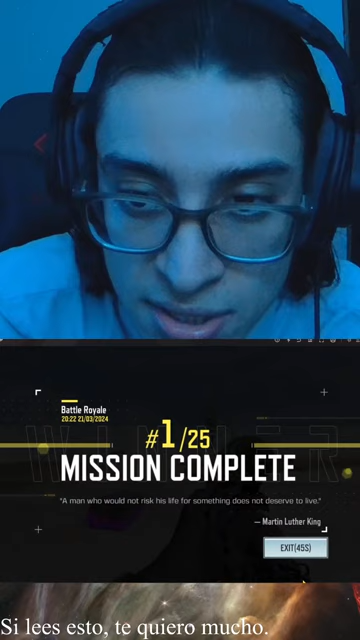 Battle Royale
20:22 21/03/2024
#1/25
WINNER
MISSION COMPLETE
"A man who would not risk his life for something does not deserve to live."
— Martin Luther King
EXIT(45S)
Si lees esto, te quiero mucho.